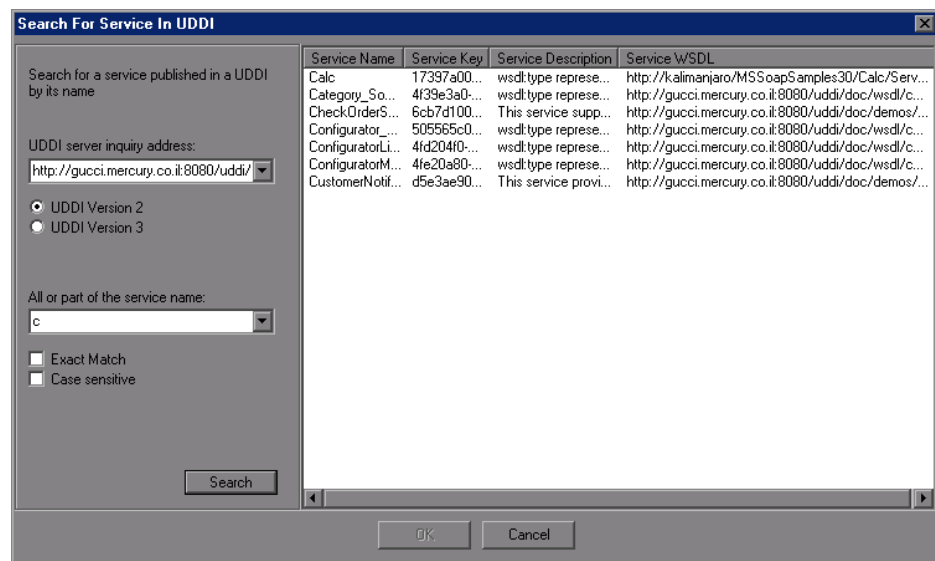 Search For Service In UDDI
Search for a service published in a UDDI
by its name
UDDI server inquiry address:
http://gucci.mercury.co.il:8080/uddi/
UDDI Version 2
UDDI Version 3
All or part of the service name:
c
Exact Match
Case sensitive
Search
Service Name Service Key Service Description Service WSDL
Calc 17397a00... wsdl:type represe... http://kalimanjaro/MSSoapSamples30/Calc/Serv...
Category_So... 4f39e3a0-... wsdl:type represe... http://gucci.mercury.co.il:8080/uddi/doc/wsdl/c...
CheckOrderS... 6cb7d100... This service supp... http://gucci.mercury.co.il:8080/uddi/doc/demos/...
Configurator_... 505565c0... wsdl:type represe... http://gucci.mercury.co.il:8080/uddi/doc/wsdl/c...
ConfiguratorLi... 4fd204f0-... wsdl:type represe... http://gucci.mercury.co.il:8080/uddi/doc/wsdl/c...
ConfiguratorM... 4fe20a80-... wsdl:type represe... http://gucci.mercury.co.il:8080/uddi/doc/wsdl/c...
CustomerNotif... d5e3ae90... This service provi... http://gucci.mercury.co.il:8080/uddi/doc/demos/...
OK Cancel